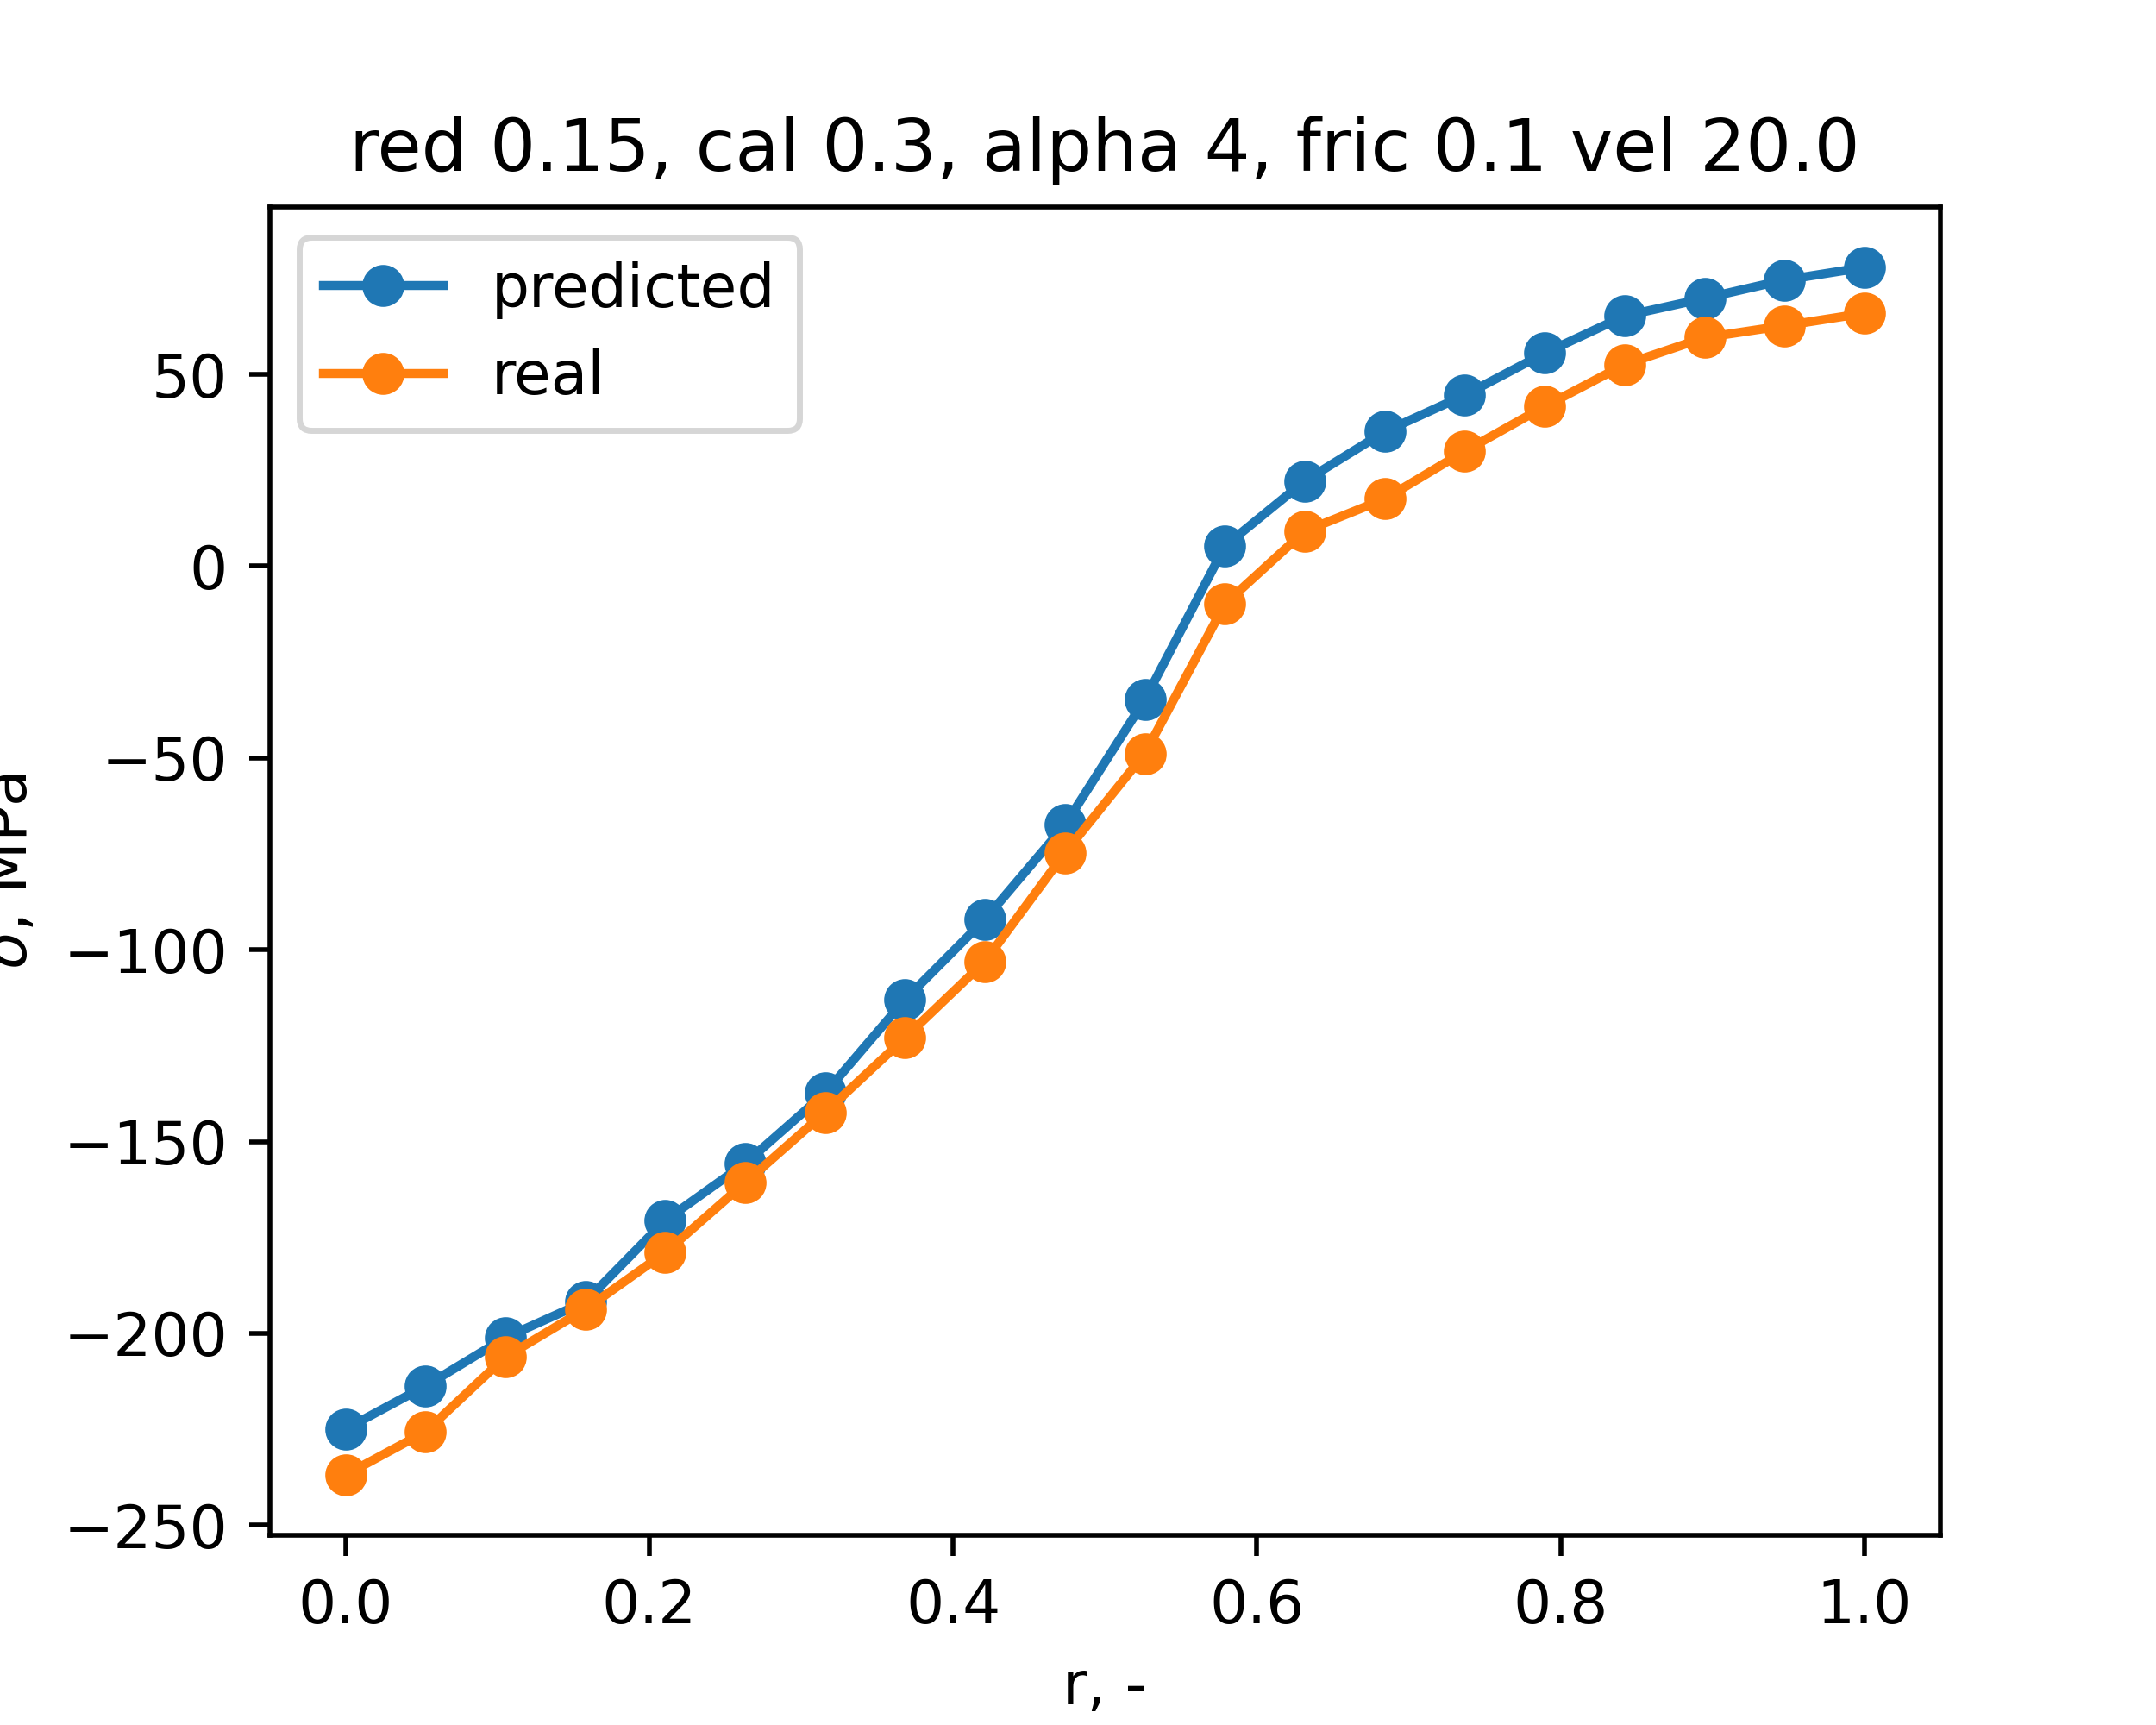 red 0.15, cal 0.3, alpha 4, fric 0.1 vel 20.0
predicted
real
50
0
−50
−100
−150
−200
−250
, MPa
0.0 0.2 0.4 0.6 0.8 1.0
r, -